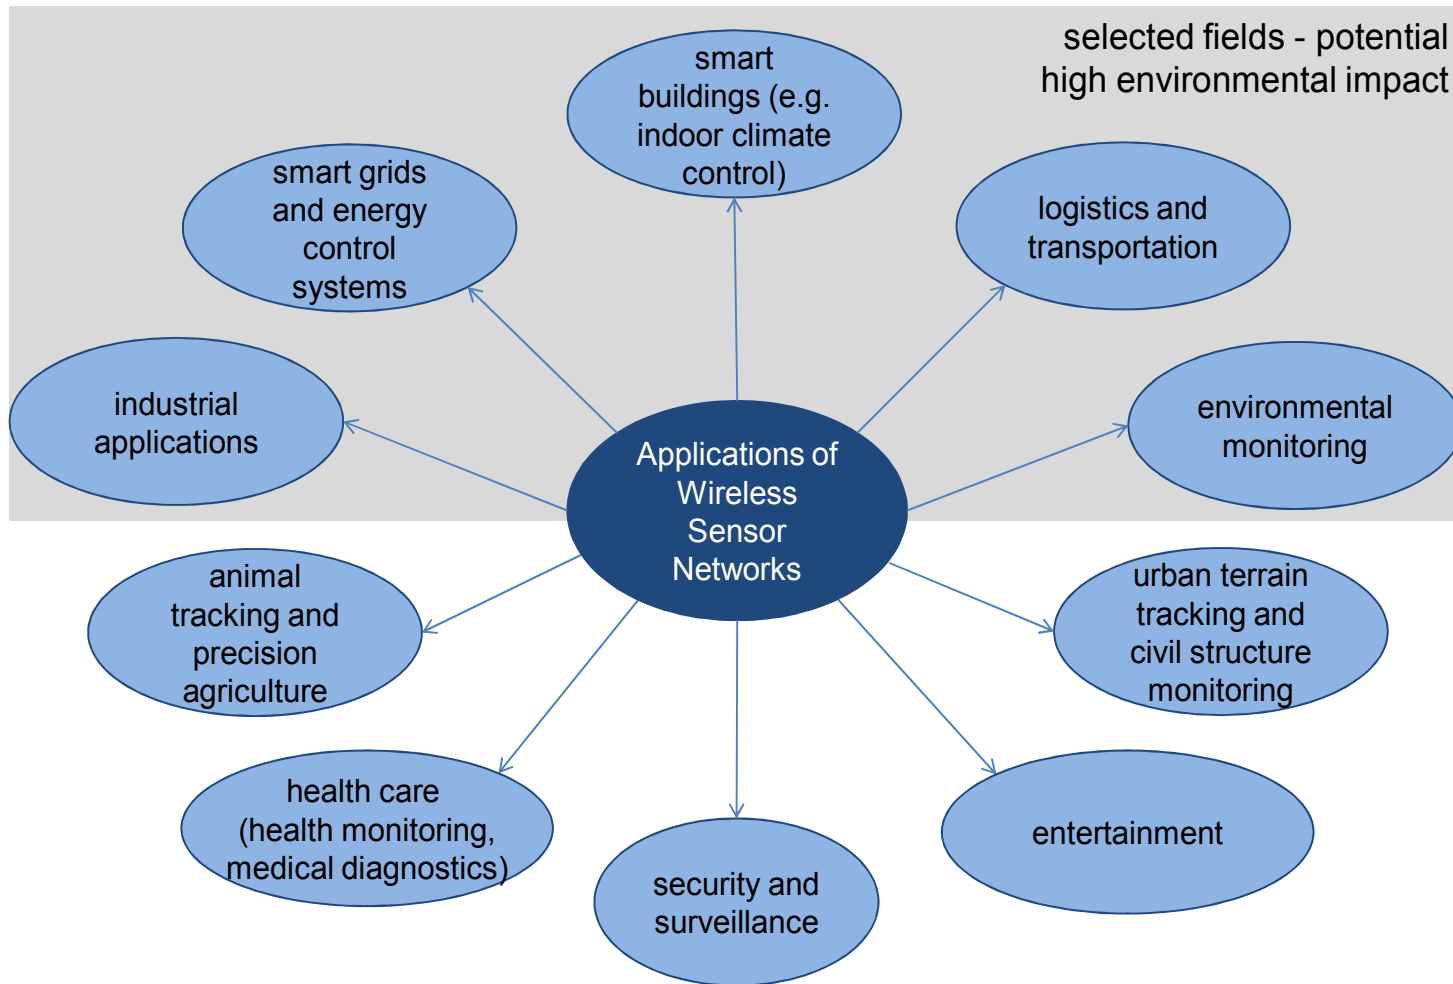 selected fields - potential
high environmental impact
smart
buildings (e.g.
indoor climate
control)
smart grids
and energy
control
systems
logistics and
transportation
industrial
applications
environmental
monitoring
Applications of
Wireless
Sensor
Networks
animal
tracking and
precision
agriculture
urban terrain
tracking and
civil structure
monitoring
health care
(health monitoring,
medical diagnostics)
security and
surveillance
entertainment